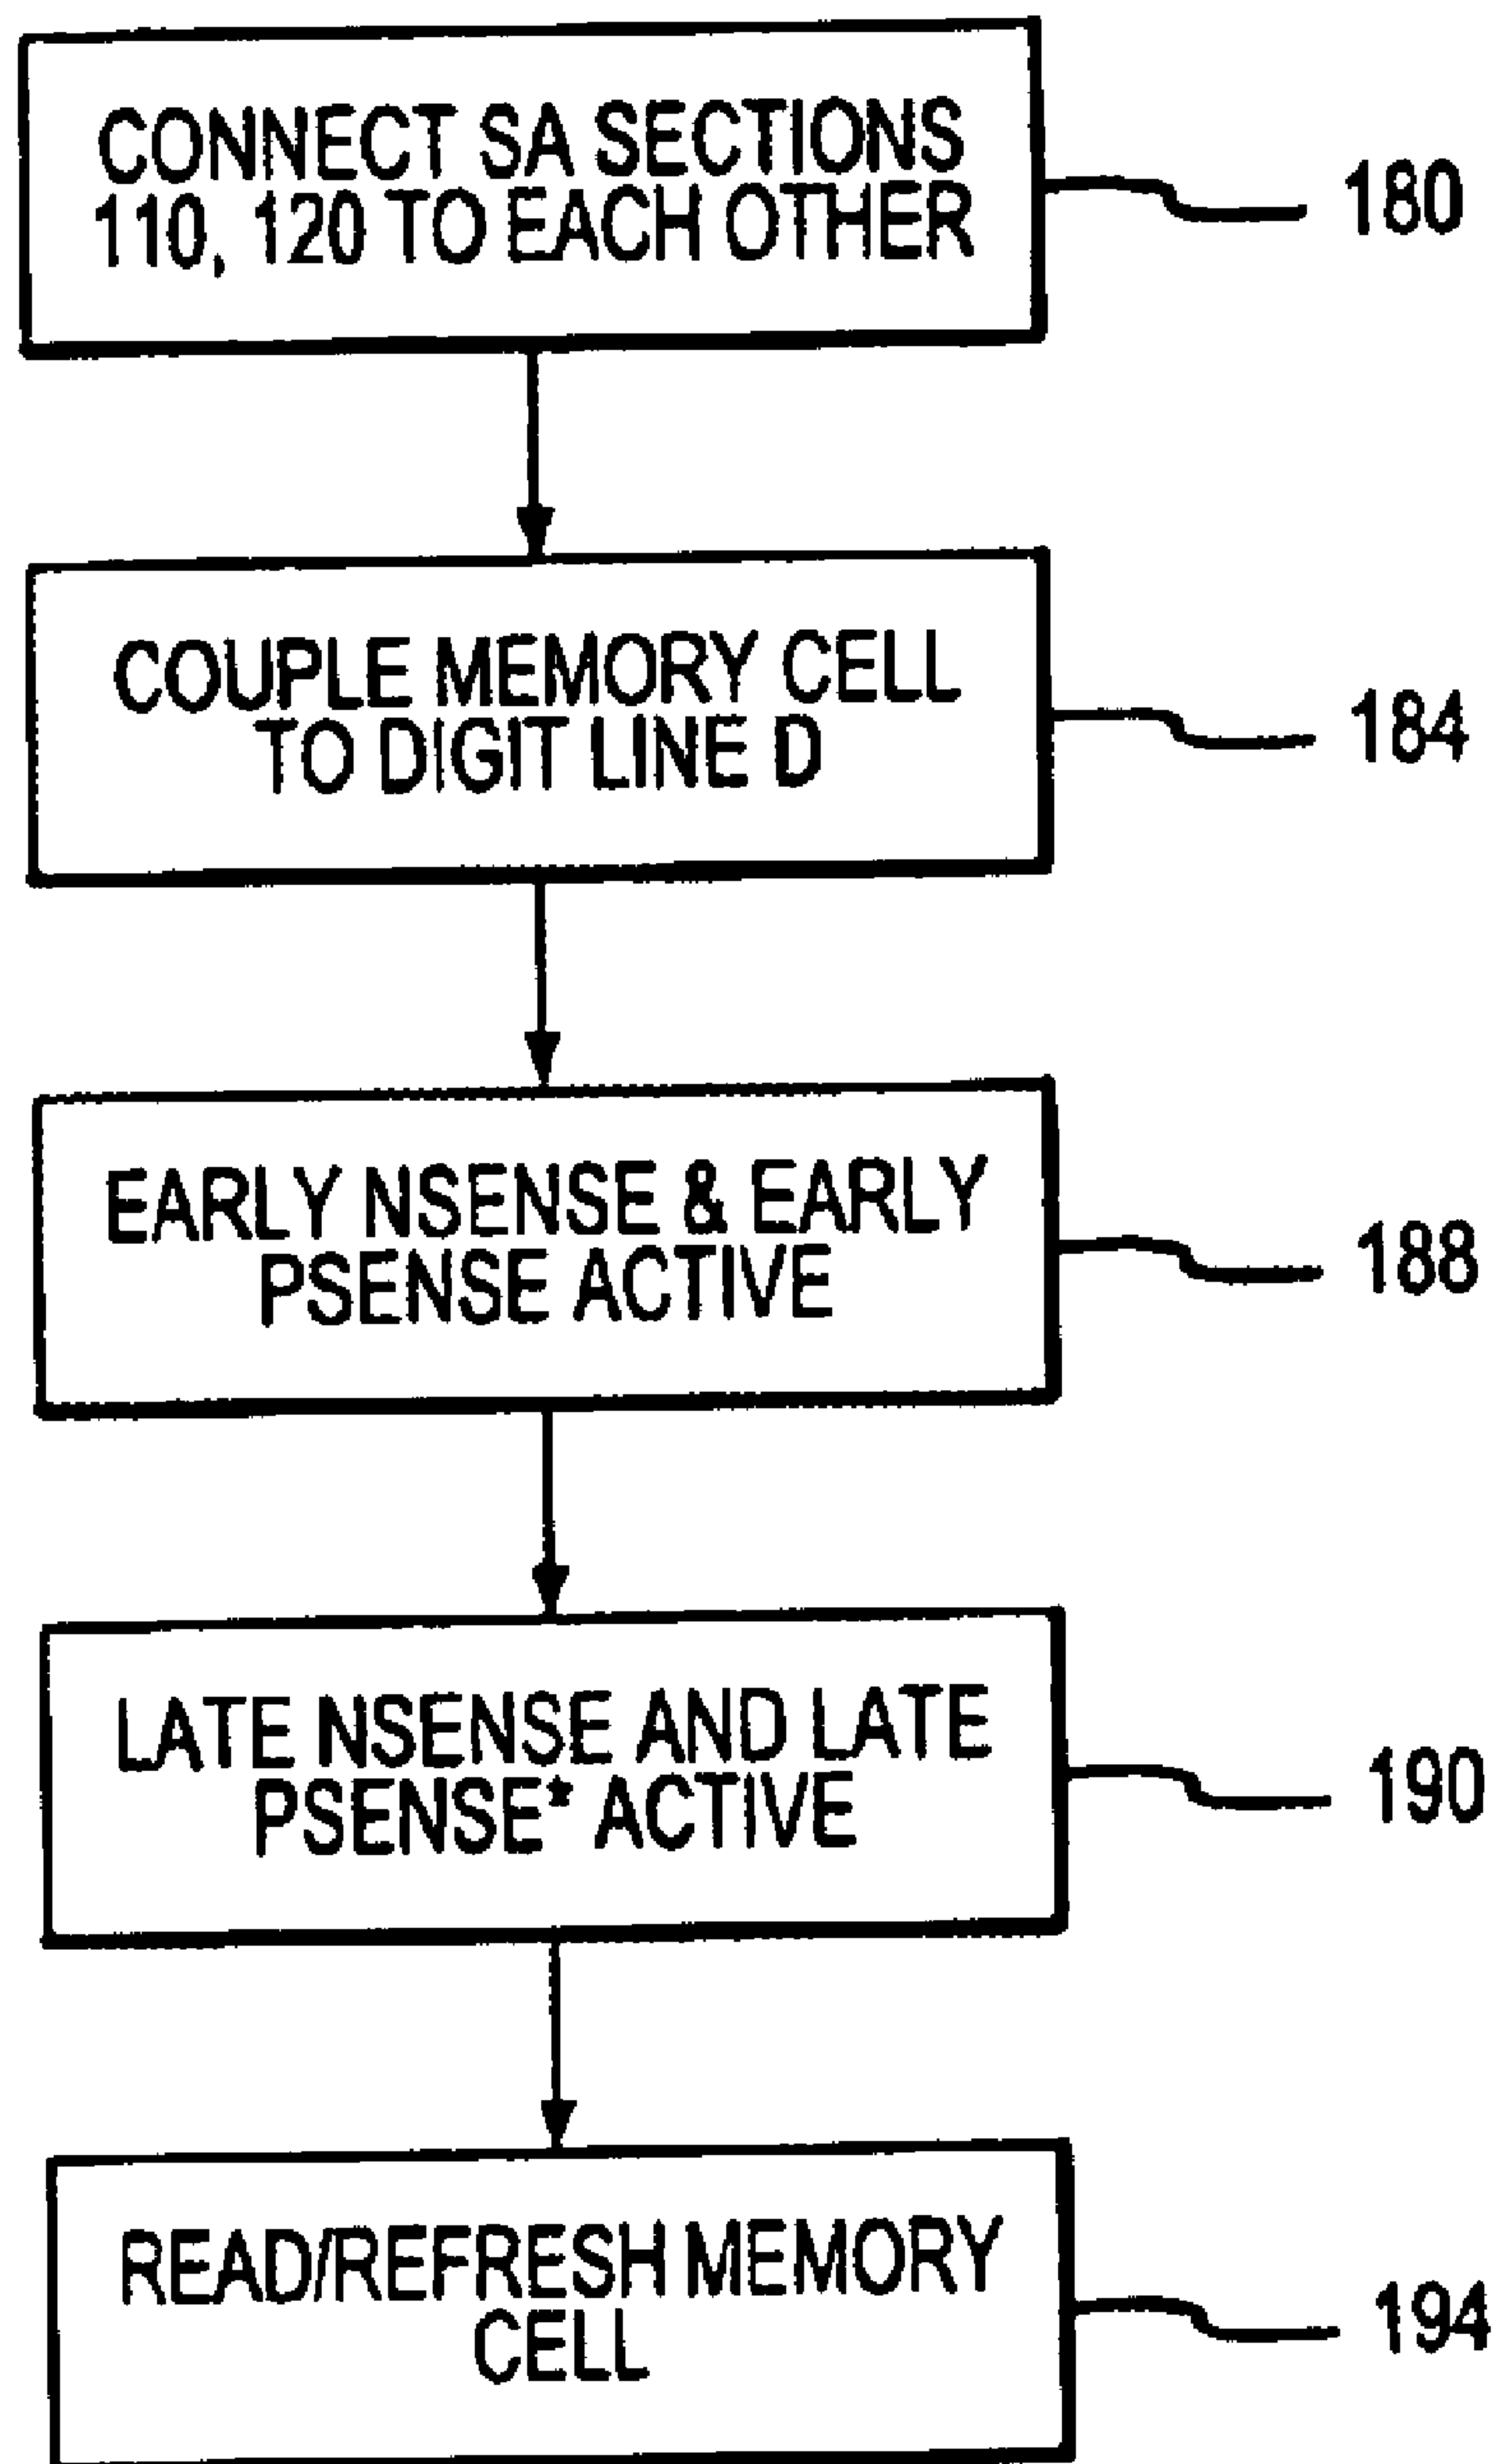 CONNECT SA SECTIONS
110, 120 TO EACH OTHER
180
COUPLE MEMORY CELL
TO DIGIT LINE D
184
EARLY NSENSE & EARLY
PSENSE ACTIVE
188
LATE NSENSE AND LATE
PSENSE* ACTIVE
190
READ/REFRESH MEMORY
CELL
194